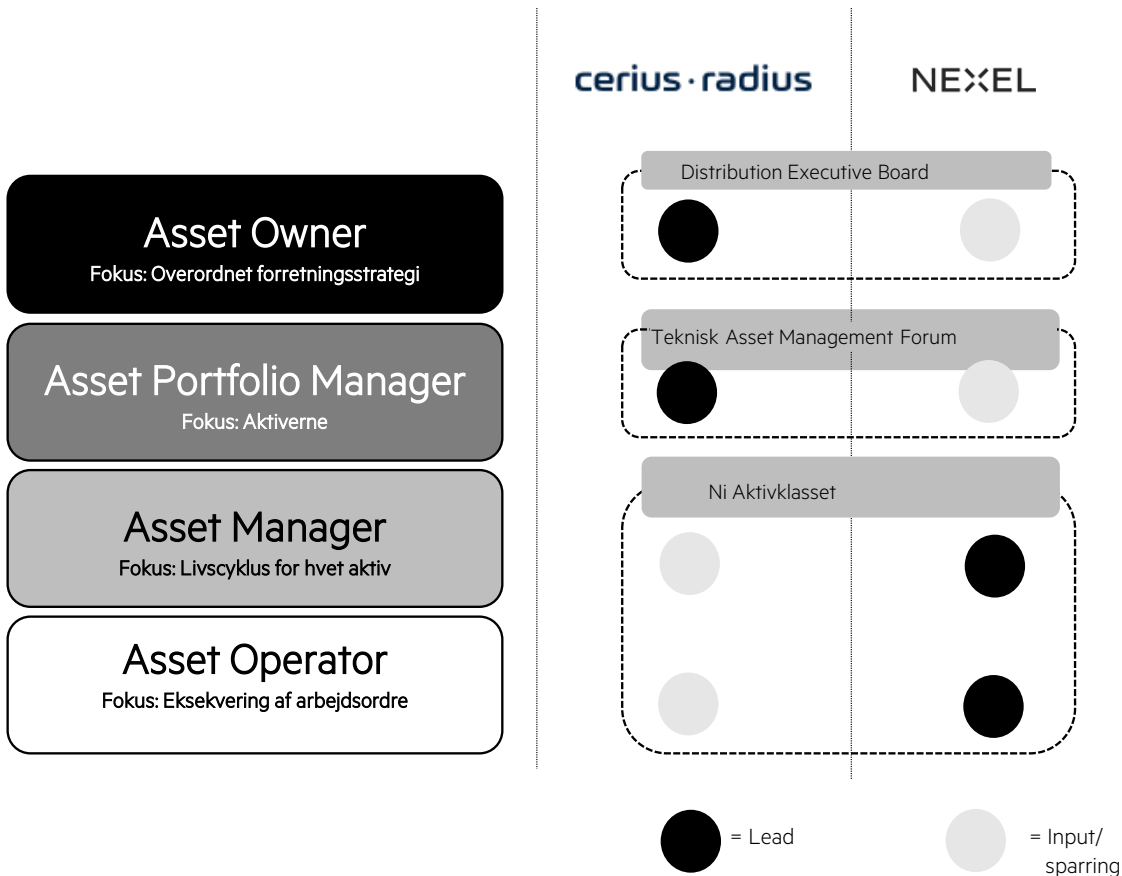 cerius · radius
NEXEL
Distribution Executive Board
Asset Owner
Fokus: Overordnet forretningsstrategi
Teknisk Asset Management Forum
Asset Portfolio Manager
Fokus: Aktiverne
Ni Aktivklasset
Asset Manager
Fokus: Livscyklus for hvet aktiv
Asset Operator
Fokus: Eksekvering af arbejdsordre
= Lead
= Input/
sparring